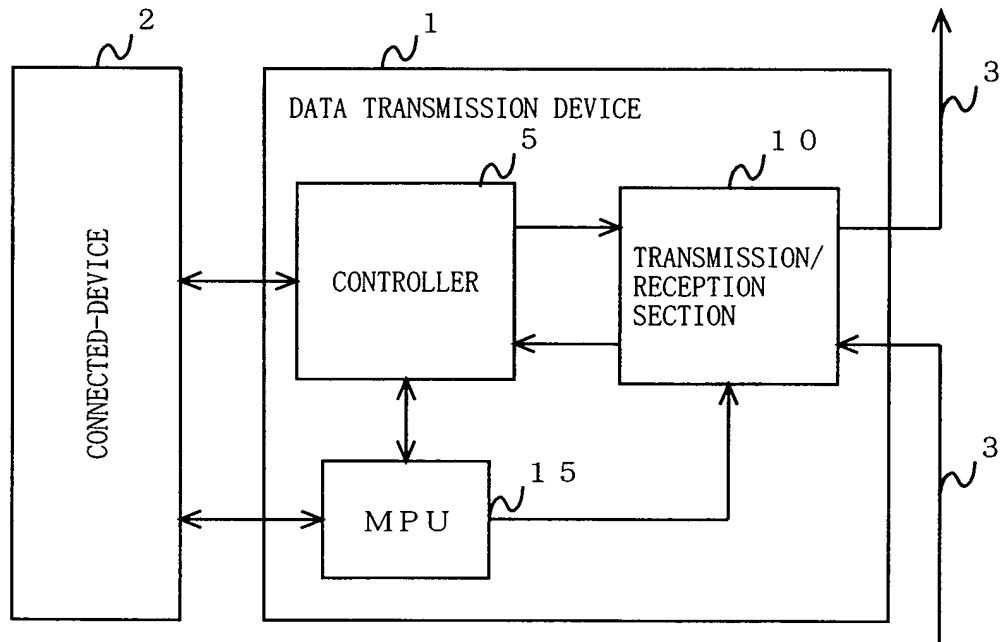 2
1
3
DATA TRANSMISSION DEVICE
5
10
CONNECTED-DEVICE
CONTROLLER
TRANSMISSION/
RECEPTION
SECTION
3
15
MPU